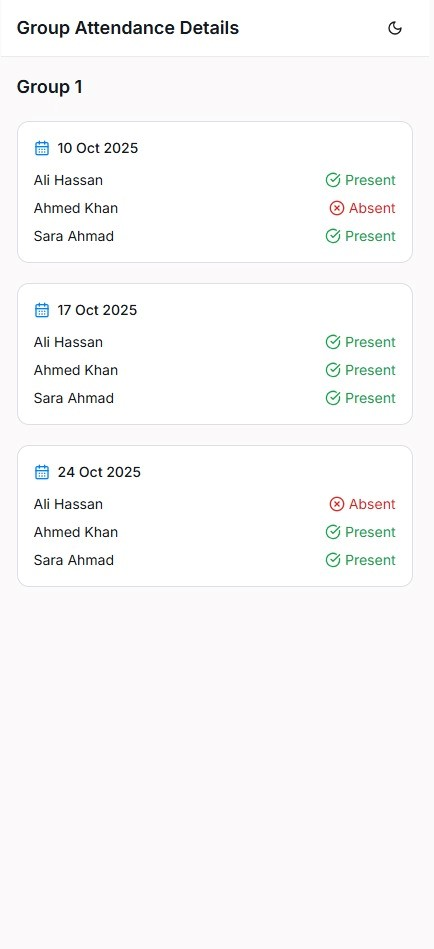 Group Attendance Details
Group 1
10 Oct 2025
Ali Hassan Present
Ahmed Khan Absent
Sara Ahmad Present
17 Oct 2025
Ali Hassan Present
Ahmed Khan Present
Sara Ahmad Present
24 Oct 2025
Ali Hassan Absent
Ahmed Khan Present
Sara Ahmad Present